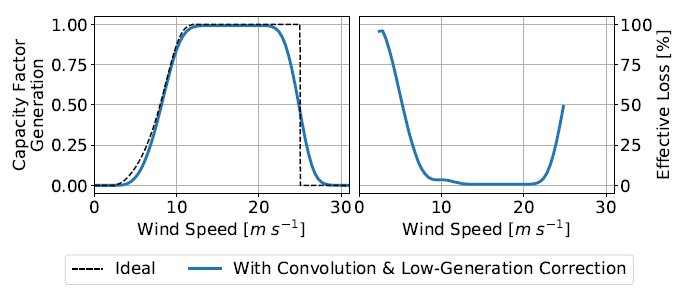 1.00
0.75
0.50
0.25
0.00
Capacity Factor
Generation
0 10 20 30
Wind Speed [m s⁻¹]
100
75
50
25
0
Effective Loss [%]
0 10 20 30
Wind Speed [m s⁻¹]
Ideal
With Convolution & Low-Generation Correction